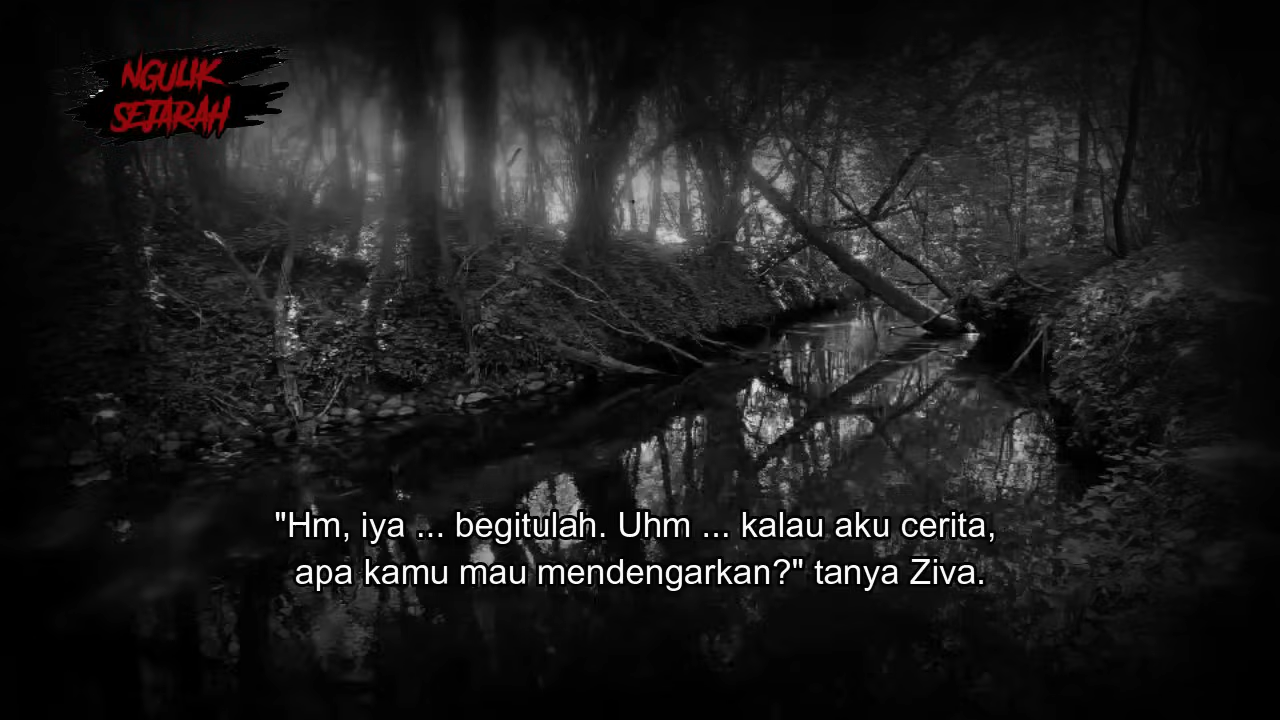 NGULIK
SEJARAH
"Hm, iya ... begitulah. Uhm ... kalau aku cerita,
apa kamu mau mendengarkan?" tanya Ziva.